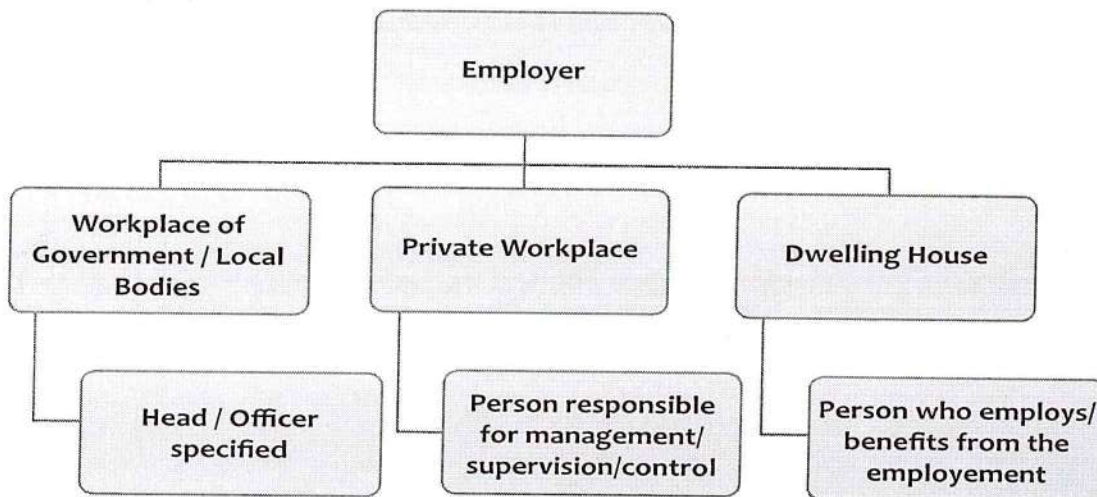 Employer
Workplace of
Government / Local
Bodies
Private Workplace
Dwelling House
Head / Officer
specified
Person responsible
for management/
supervision/control
Person who employs/
benefits from the
employement